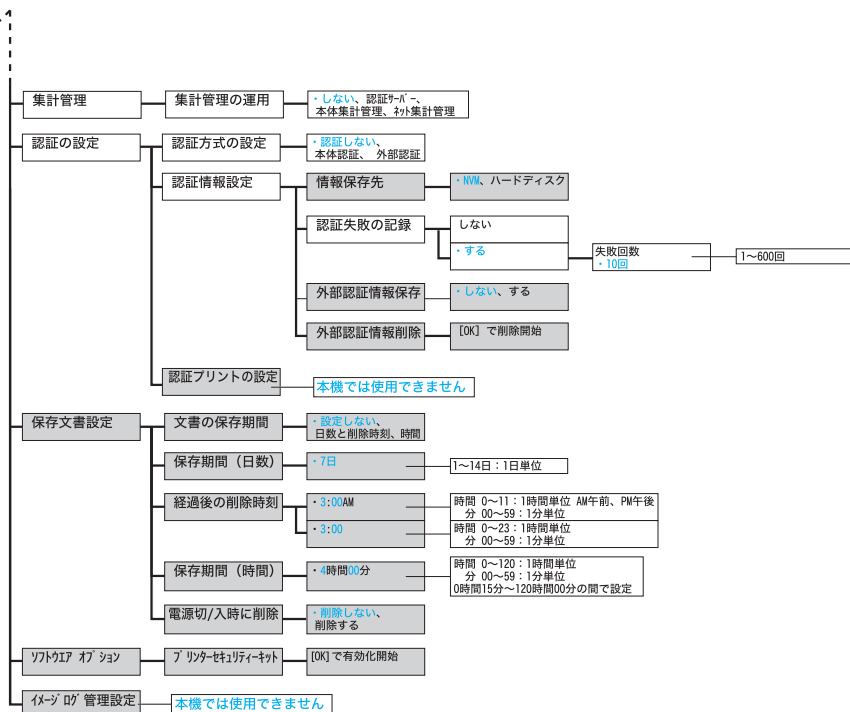 集計管理
集計管理の運用
・しない、認証サーバー、
本体集計管理、ネット集計管理
認証の設定
認証方式の設定
・認証しない、
本体認証、 外部認証
認証情報設定
情報保存先
・NVM、ハードディスク
認証失敗の記録
しない
・する
失敗回数
・10回
1～600回
外部認証情報保存
・しない、する
外部認証情報削除
[OK] で削除開始
認証プリントの設定
本機では使用できません
保存文書設定
文書の保存期間
・設定しない、
日数と削除時刻、時間
保存期間（日数）
・7日
1～14日：1日単位
経過後の削除時刻
・3:00AM
時間 0～11：1時間単位 AM午前、PM午後
分 00～59：1分単位
・3:00
時間 0～23：1時間単位
分 00～59：1分単位
保存期間（時間）
・4時間00分
時間 0～120：1時間単位
分 00～59：1分単位
0時間15分～120時間00分の間で設定
電源切/入時に削除
・削除しない、
削除する
ソフトウエア オプション
プリンターセキュリティーキット
[OK]で有効化開始
イメージログ管理設定
本機では使用できません